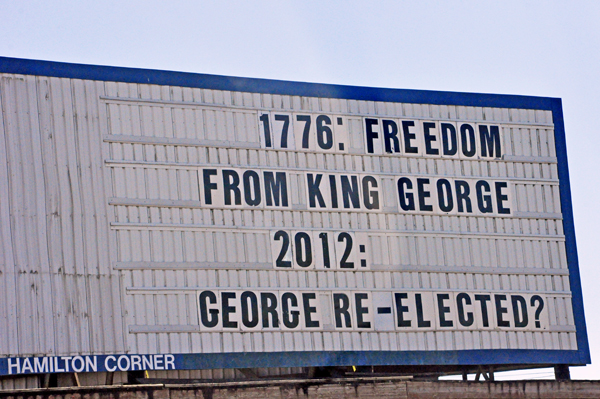 1776: FREEDOM
FROM KING GEORGE
2012:
GEORGE RE-ELECTED?
HAMILTON CORNER